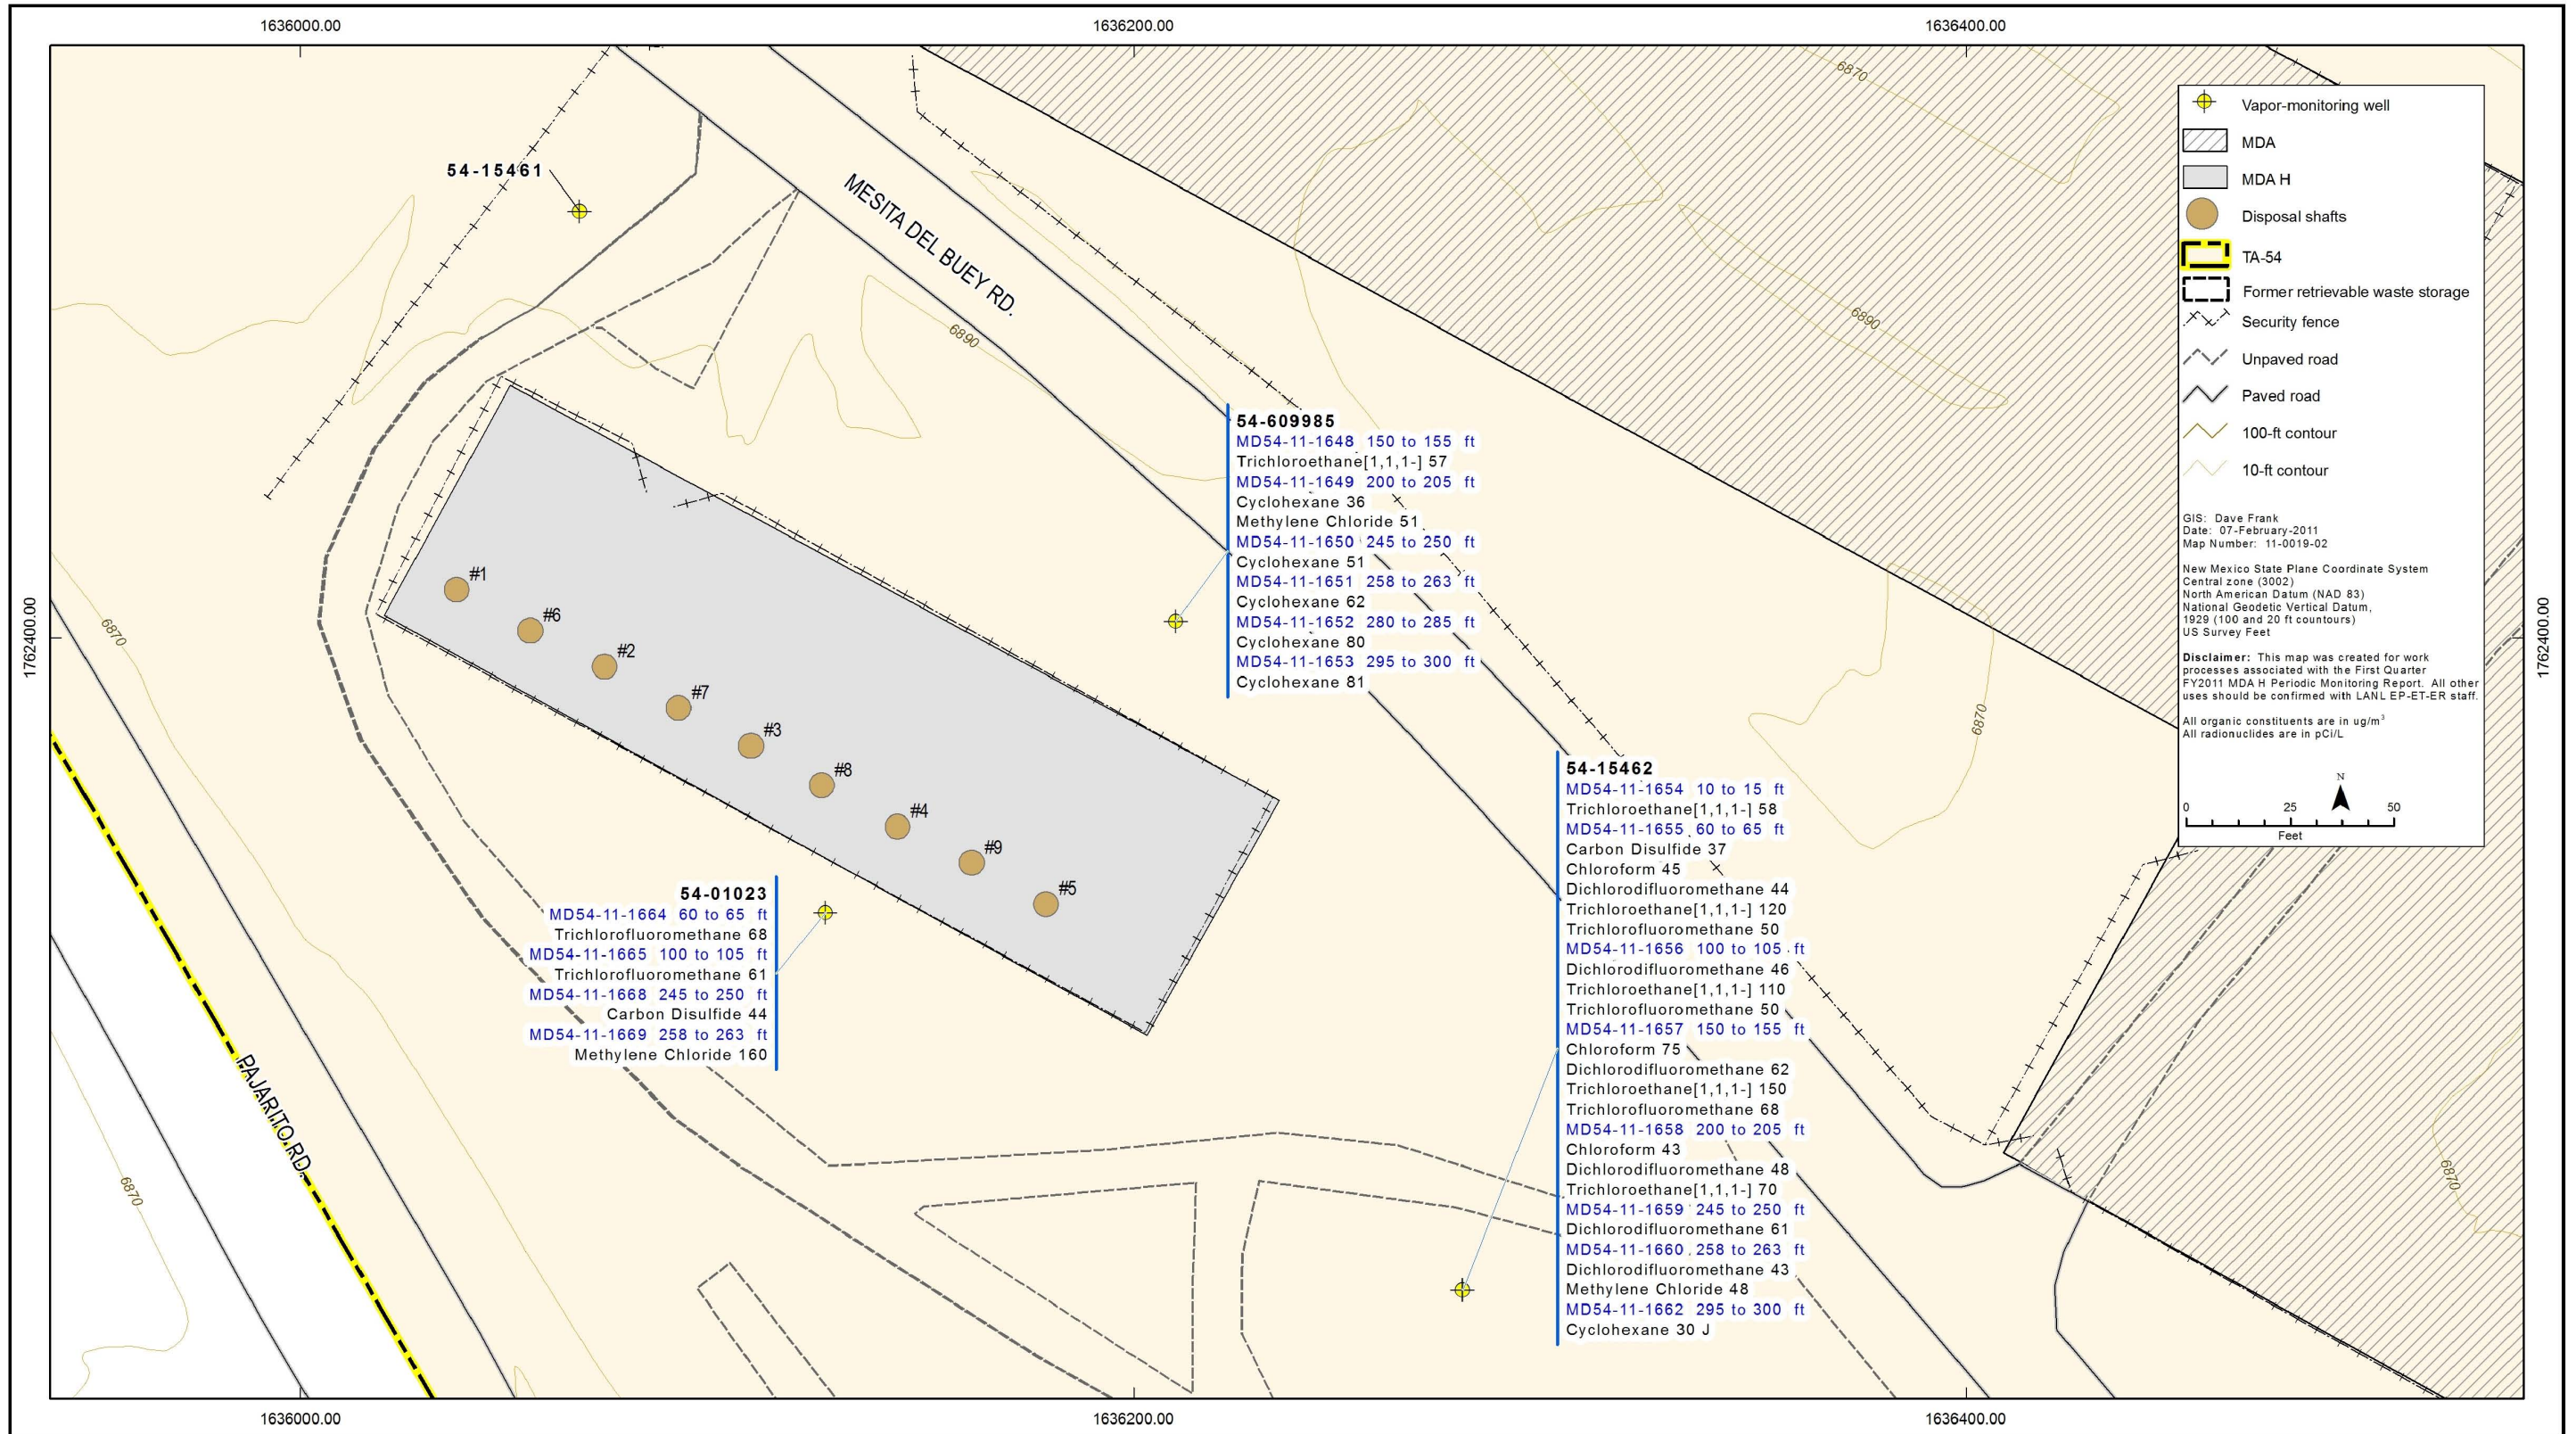 1636000.00
1636200.00
1636400.00
6870
Vapor-monitoring well
MDA
MDA H
Disposal shafts
TA-54
Former retrievable waste storage
Security fence
Unpaved road
Paved road
100-ft contour
10-ft contour
GIS: Dave Frank
Date: 07-February-2011
Map Number: 11-0019-02
New Mexico State Plane Coordinate System
Central zone (3002)
North American Datum (NAD 83)
National Geodetic Vertical Datum,
1929 (100 and 20 ft countours)
US Survey Feet
Disclaimer: This map was created for work
processes associated with the First Quarter
FY2011 MDA H Periodic Monitoring Report. All other
uses should be confirmed with LANL EP-ET-ER staff.
All organic constituents are in ug/m³
All radionuclides are in pCi/L
N
0 25 50
Feet
54-15461
MESITA DEL BUEY RD.
6890
6890
54-609985
MD54-11-1648 150 to 155 ft
Trichloroethane[1,1,1-] 57
MD54-11-1649 200 to 205 ft
Cyclohexane 36
Methylene Chloride 51
MD54-11-1650 245 to 250 ft
Cyclohexane 51
MD54-11-1651 258 to 263 ft
Cyclohexane 62
MD54-11-1652 280 to 285 ft
Cyclohexane 80
MD54-11-1653 295 to 300 ft
Cyclohexane 81
#1
#6
#2
#7
#3
#8
#4
#9
#5
1762400.00
1762400.00
6870
6870
54-15462
MD54-11-1654 10 to 15 ft
Trichloroethane[1,1,1-] 58
MD54-11-1655 60 to 65 ft
Carbon Disulfide 37
Chloroform 45
Dichlorodifluoromethane 44
Trichloroethane[1,1,1-] 120
Trichlorofluoromethane 50
MD54-11-1656 100 to 105 ft
Dichlorodifluoromethane 46
Trichloroethane[1,1,1-] 110
Trichlorofluoromethane 50
MD54-11-1657 150 to 155 ft
Chloroform 75
Dichlorodifluoromethane 62
Trichloroethane[1,1,1-] 150
Trichlorofluoromethane 68
MD54-11-1658 200 to 205 ft
Chloroform 43
Dichlorodifluoromethane 48
Trichloroethane[1,1,1-] 70
MD54-11-1659 245 to 250 ft
Dichlorodifluoromethane 61
MD54-11-1660 258 to 263 ft
Dichlorodifluoromethane 43
Methylene Chloride 48
MD54-11-1662 295 to 300 ft
Cyclohexane 30 J
54-01023
MD54-11-1664 60 to 65 ft
Trichlorofluoromethane 68
MD54-11-1665 100 to 105 ft
Trichlorofluoromethane 61
MD54-11-1668 245 to 250 ft
Carbon Disulfide 44
MD54-11-1669 258 to 263 ft
Methylene Chloride 160
PAJARITO RD.
6870
6870
1636000.00
1636200.00
1636400.00